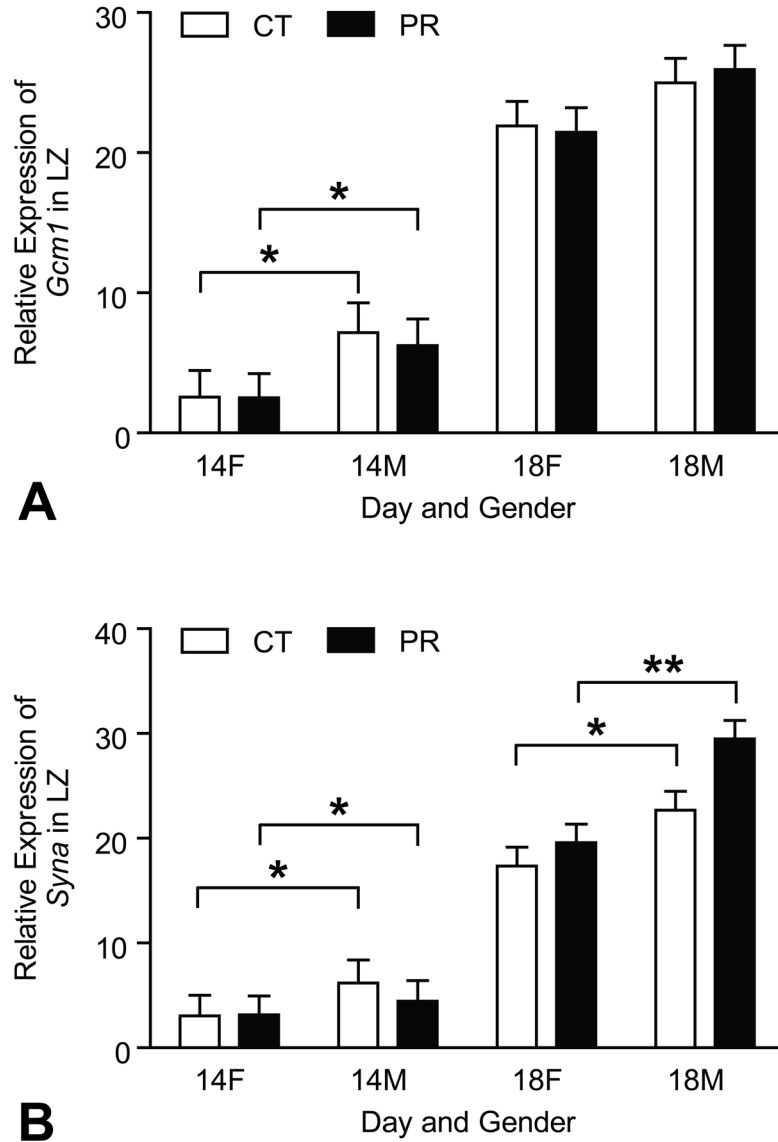 30
CT
PR
Relative Expression of
Gcm1 in LZ
20
10
0
*
*
14F
14M
18F
18M
Day and Gender
A
40
CT
PR
Relative Expression of
Syna in LZ
30
20
10
0
**
*
*
*
14F
14M
18F
18M
Day and Gender
B